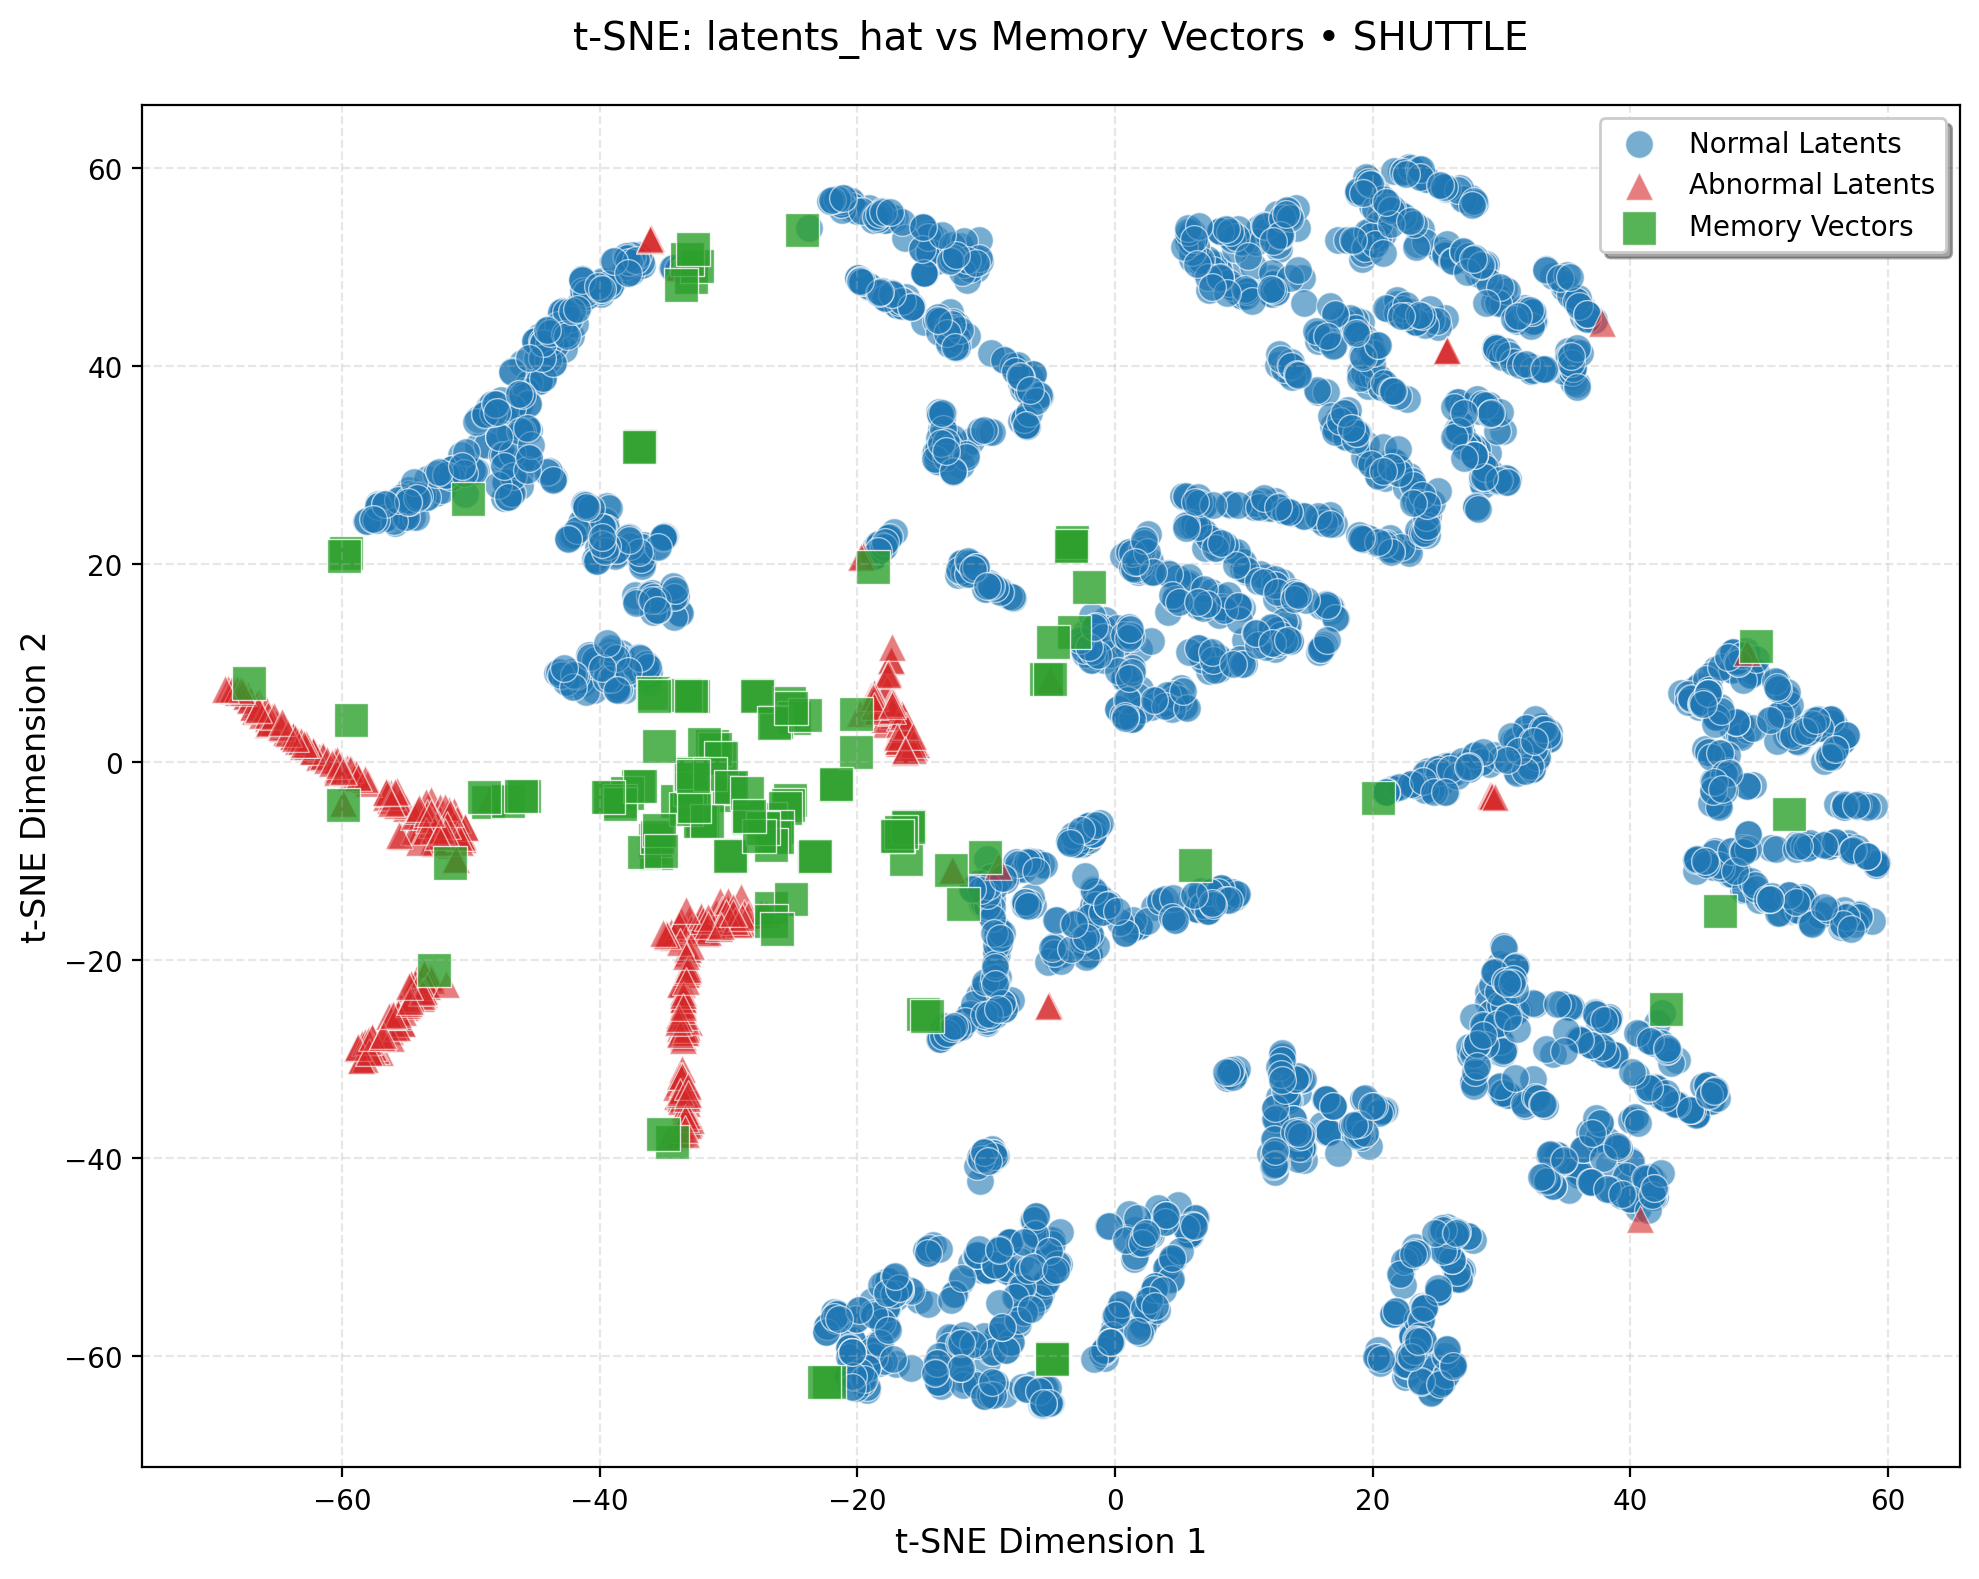 t-SNE: latents_hat vs Memory Vectors • SHUTTLE
Normal Latents
Abnormal Latents
Memory Vectors
t-SNE Dimension 2
60
40
20
0
−20
−40
−60
−60
−40
−20
0
20
40
60
t-SNE Dimension 1